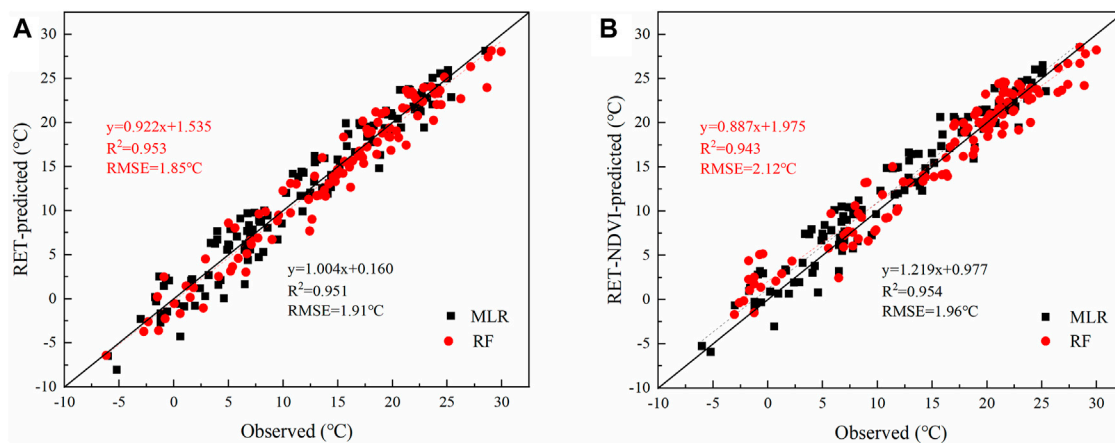 A
RET-predicted (℃)
30
25
20
15
10
5
0
-5
-10
y=0.922x+1.535
R²=0.953
RMSE=1.85℃
y=1.004x+0.160
R²=0.951
RMSE=1.91℃
MLR
RF
-10 -5 0 5 10 15 20 25 30
Observed (℃)
B
RET-NDVI-predicted (℃)
30
25
20
15
10
5
0
-5
-10
y=0.887x+1.975
R²=0.943
RMSE=2.12℃
y=1.219x+0.977
R²=0.954
RMSE=1.96℃
MLR
RF
-10 -5 0 5 10 15 20 25 30
Observed (℃)